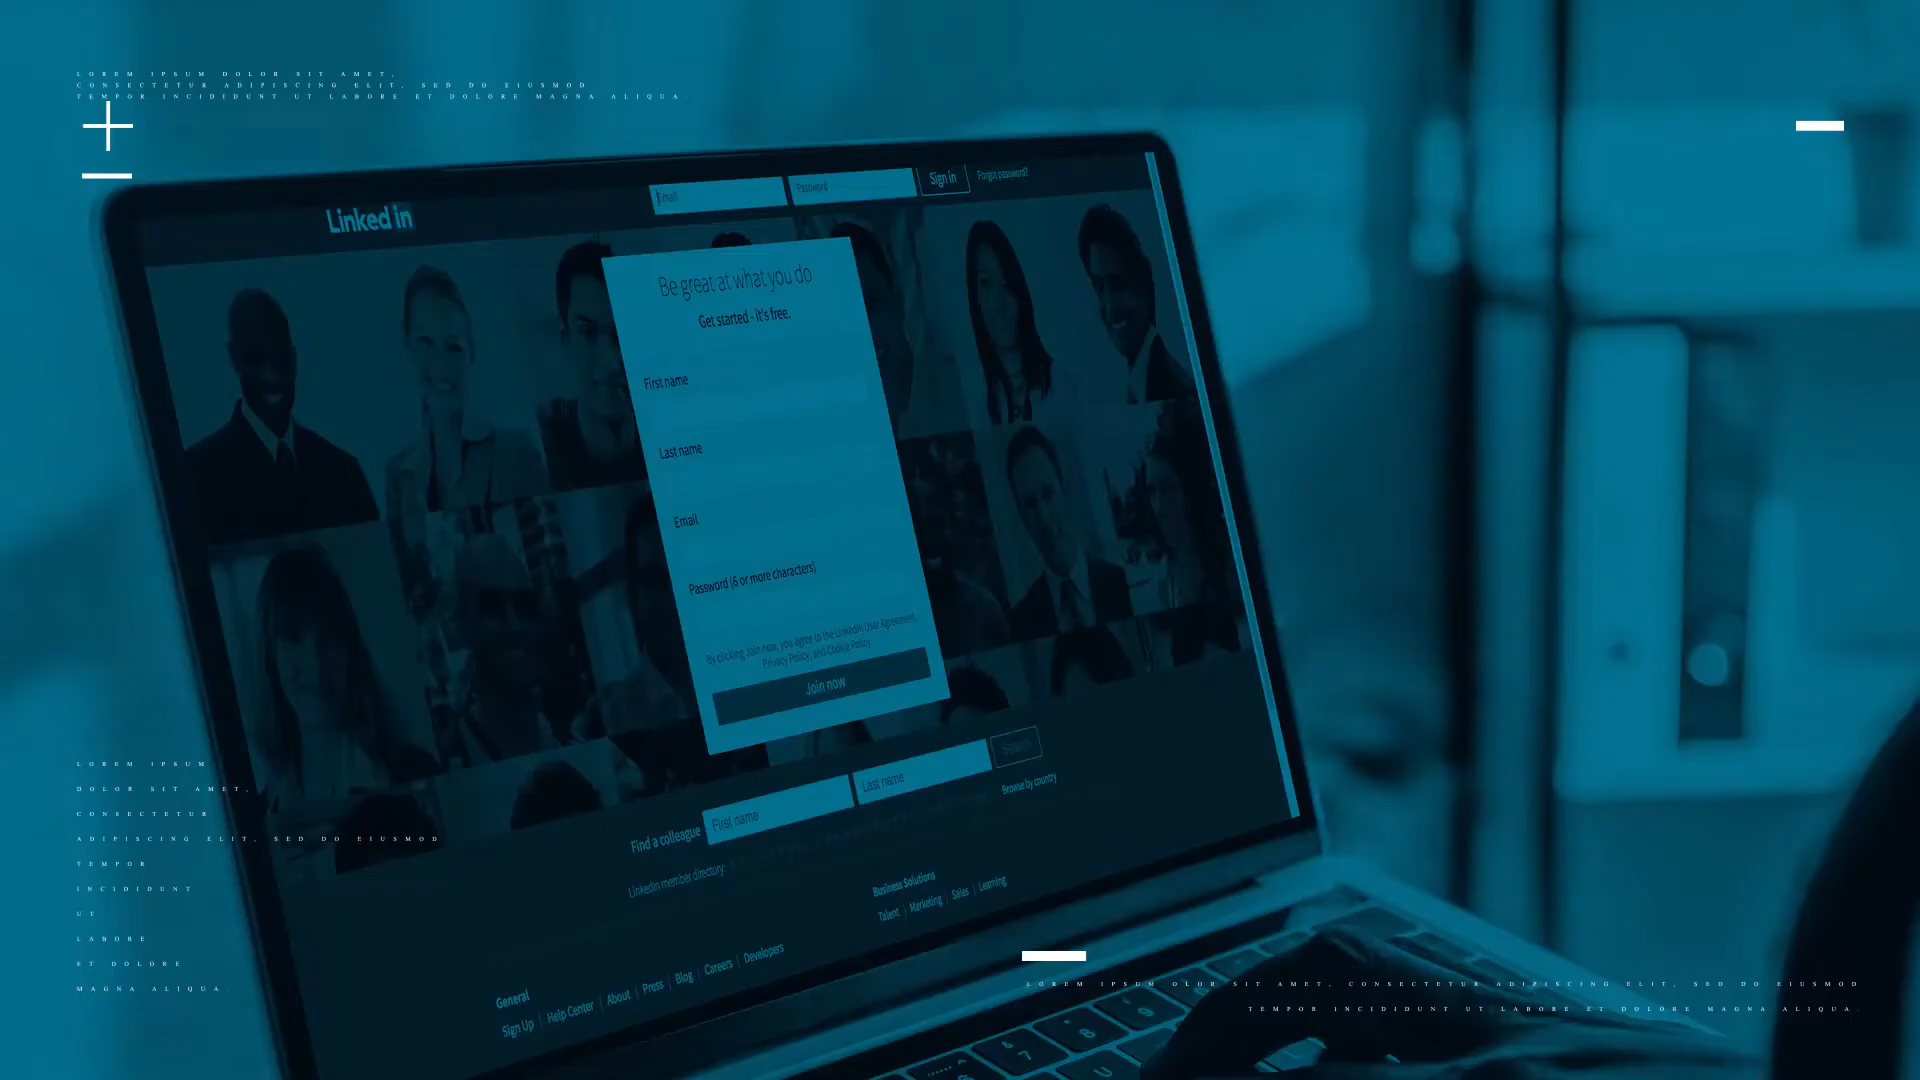 LOREM IPSUM DOLOR SIT AMET,
CONSECTETUR ADIPISCING ELIT, SED DO EIUSMOD
TEMPOR INCIDIDUNT UT LABORE ET DOLORE MAGNA ALIQUA.
Linked in
Email
Password
Sign in
Forgot password?
Be great at what you do
Get started - it's free.
First name
Last name
Email
Password (6 or more characters)
By clicking Join now, you agree to the LinkedIn User Agreement,
Privacy Policy, and Cookie Policy
Join now
Find a colleague
First name
Last name
Search
Browse by country
LinkedIn member directory:
Business Solutions
Talent | Marketing | Sales | Learning
General
Sign Up | Help Center | About | Press | Blog | Careers | Developers
LOREM IPSUM
DOLOR SIT AMET,
CONSECTETUR
ADIPISCING ELIT, SED DO EIUSMOD
TEMPOR
INCIDIDUNT
UT
LABORE
ET DOLORE
MAGNA ALIQUA.
LOREM IPSUM OLOR SIT AMET, CONSECTETUR ADIPISCING ELIT, SED DO EIUSMOD
TEMPOR INCIDIDUNT UT LABORE ET DOLORE MAGNA ALIQUA.